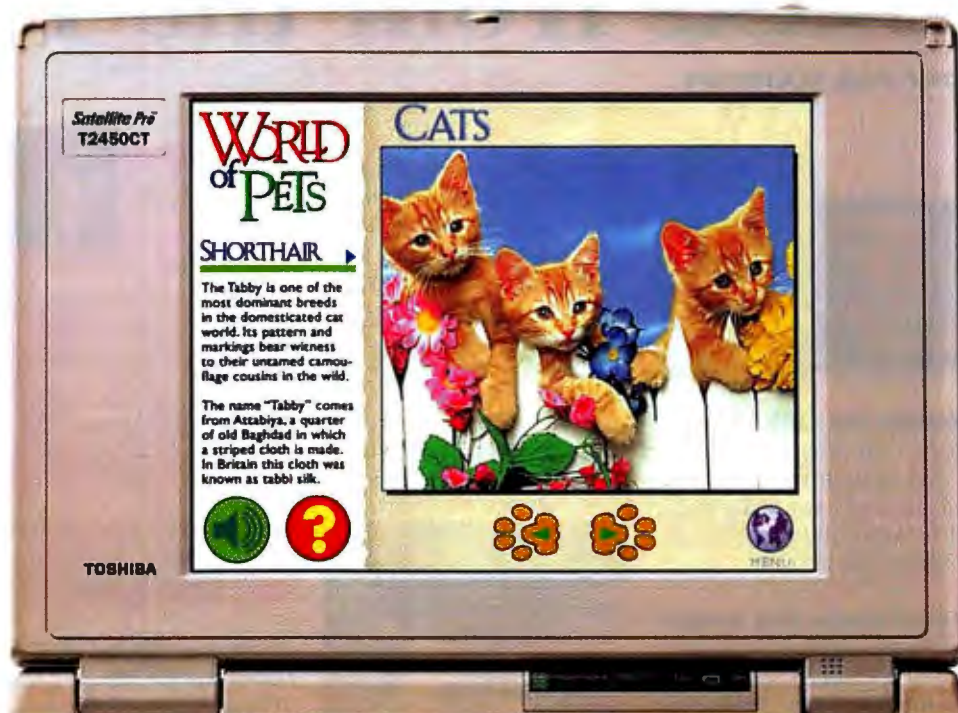 Satellite Pro
T2450CT
WORLD
of PETS
SHORTHAIR
The Tabby is one of the
most dominant breeds
in the domesticated cat
world. Its pattern and
markings bear witness
to their untamed camou-
flage cousins in the wild.
The name "Tabby" comes
from Attabiya, a quarter
of old Baghdad in which
a striped cloth is made.
In Britain this cloth was
known as tabbi silk.
?
CATS
MENU
TOSHIBA